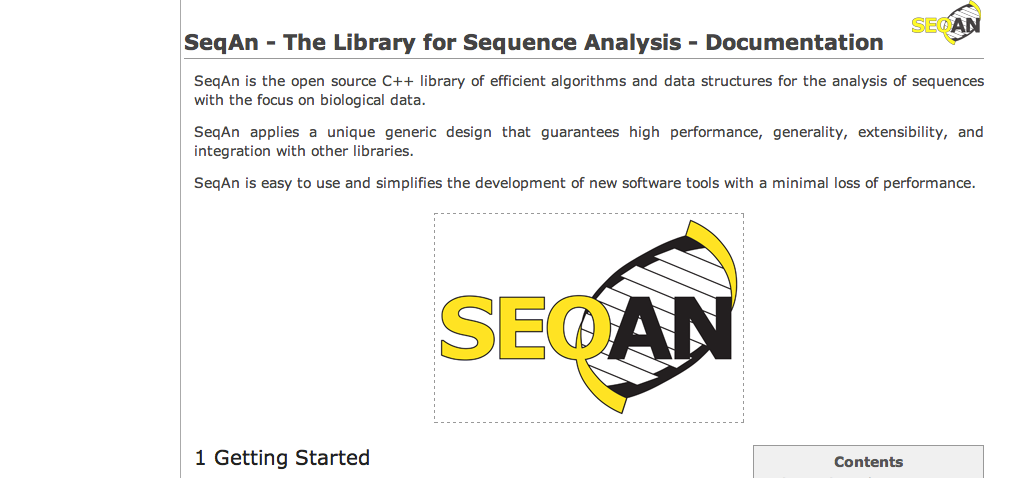 SeqAn - The Library for Sequence Analysis - Documentation
SEQAN
SeqAn is the open source C++ library of efficient algorithms and data structures for the analysis of sequences
with the focus on biological data.
SeqAn applies a unique generic design that guarantees high performance, generality, extensibility, and
integration with other libraries.
SeqAn is easy to use and simplifies the development of new software tools with a minimal loss of performance.
SEQAN
1 Getting Started
Contents